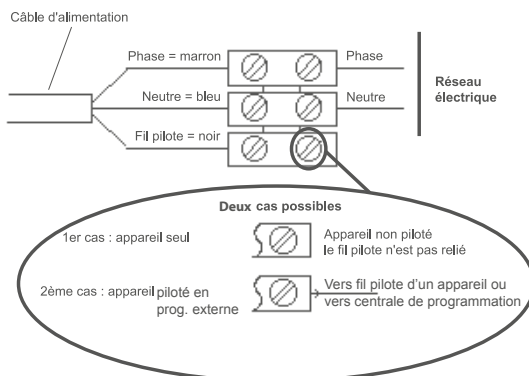 Câble d'alimentation
Phase = marron
Phase
Neutre = bleu
Neutre
Réseau
électrique
Fil pilote = noir
Deux cas possibles
1er cas : appareil seul
Appareil non piloté
le fil pilote n'est pas relié
2ème cas : appareil piloté en
prog. externe
Vers fil pilote d'un appareil ou
vers centrale de programmation